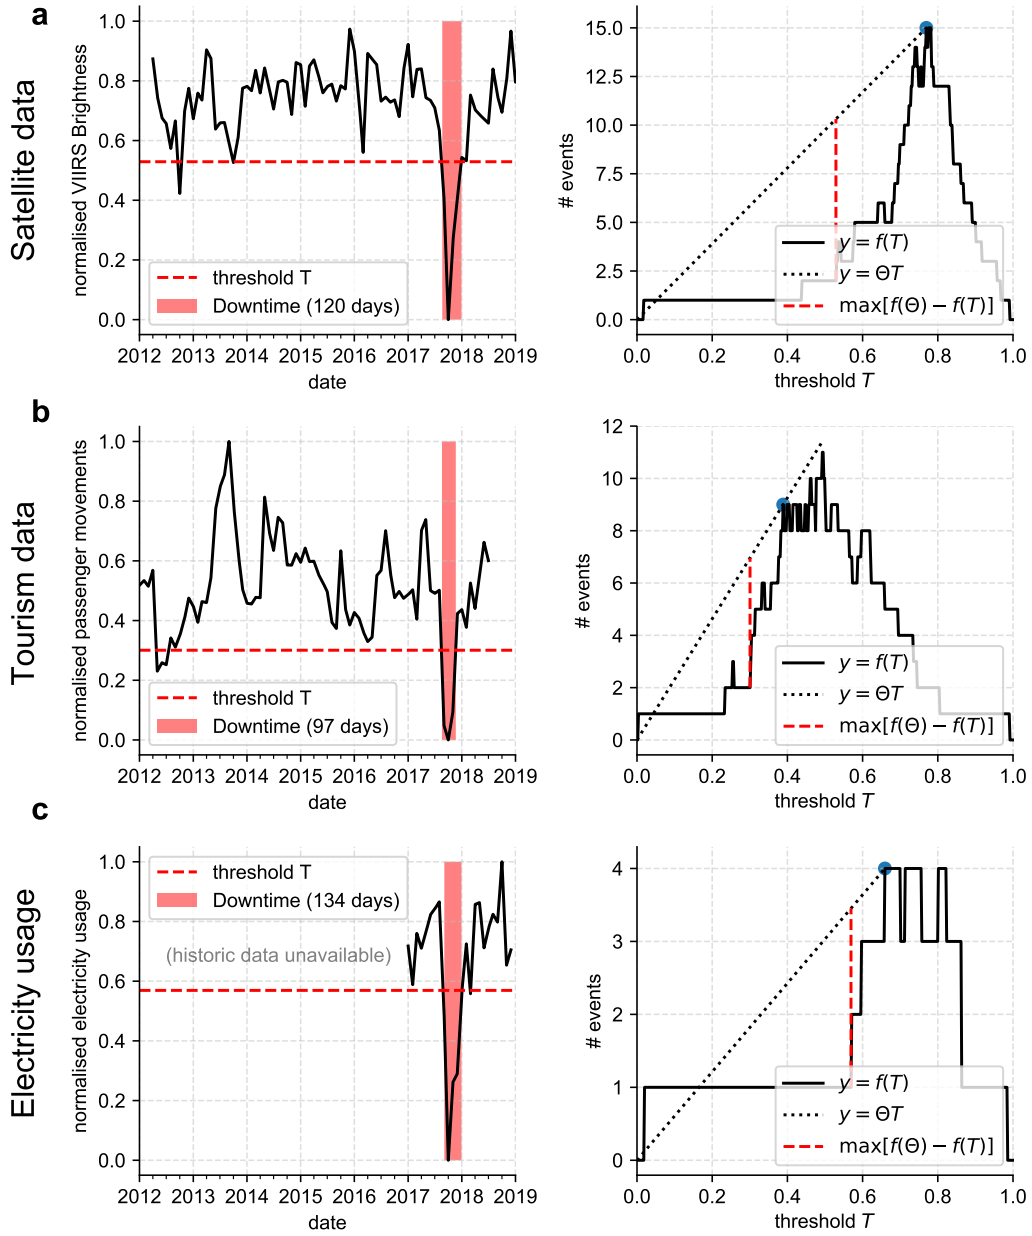 a
Satellite data
normalised VIIRS Brightness
1.0
0.8
0.6
0.4
0.2
0.0
threshold T
Downtime (120 days)
2012 2013 2014 2015 2016 2017 2018 2019
date
# events
15.0
12.5
10.0
7.5
5.0
2.5
0.0
y = f(T)
y = ΘT
max[f(Θ) − f(T)]
0.0 0.2 0.4 0.6 0.8 1.0
threshold T
b
Tourism data
normalised passenger movements
1.0
0.8
0.6
0.4
0.2
0.0
threshold T
Downtime (97 days)
2012 2013 2014 2015 2016 2017 2018 2019
date
# events
12
10
8
6
4
2
0
y = f(T)
y = ΘT
max[f(Θ) − f(T)]
0.0 0.2 0.4 0.6 0.8 1.0
threshold T
c
Electricity usage
normalised electricity usage
1.0
0.8
0.6
0.4
0.2
0.0
threshold T
Downtime (134 days)
(historic data unavailable)
2012 2013 2014 2015 2016 2017 2018 2019
date
# events
4
3
2
1
0
y = f(T)
y = ΘT
max[f(Θ) − f(T)]
0.0 0.2 0.4 0.6 0.8 1.0
threshold T